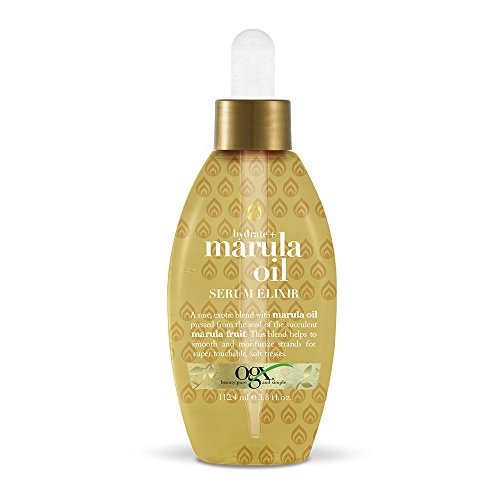 hydrate +
marula
oil
SERUM ELIXIR
A rare, exotic blend with marula oil
pressed from the seed of the succulent
marula fruit. This blend helps to
smooth and moisturize strands for
super touchable, soft tresses.
ogx
beauty pure and simple
112.4 ml e 3.8 fl. oz.